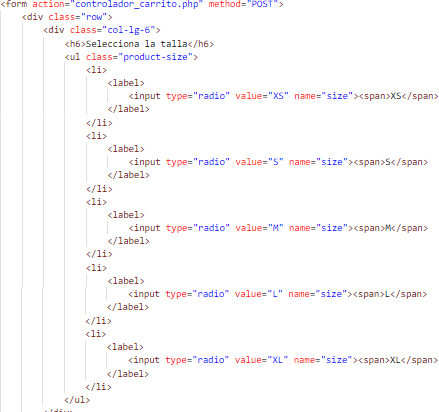 <form action="controlador_carrito.php" method="POST">
<div class="row">
<div class="col-lg-6">
<h6>Selecciona la talla</h6>
<ul class="product-size">
<li>
<label>
<input type="radio" value="XS" name="size"><span>XS</span>
</label>
</li>
<li>
<label>
<input type="radio" value="S" name="size"><span>S</span>
</label>
</li>
<li>
<label>
<input type="radio" value="M" name="size"><span>M</span>
</label>
</li>
<li>
<label>
<input type="radio" value="L" name="size"><span>L</span>
</label>
</li>
<li>
<label>
<input type="radio" value="XL" name="size"><span>XL</span>
</label>
</li>
</ul>
</div>